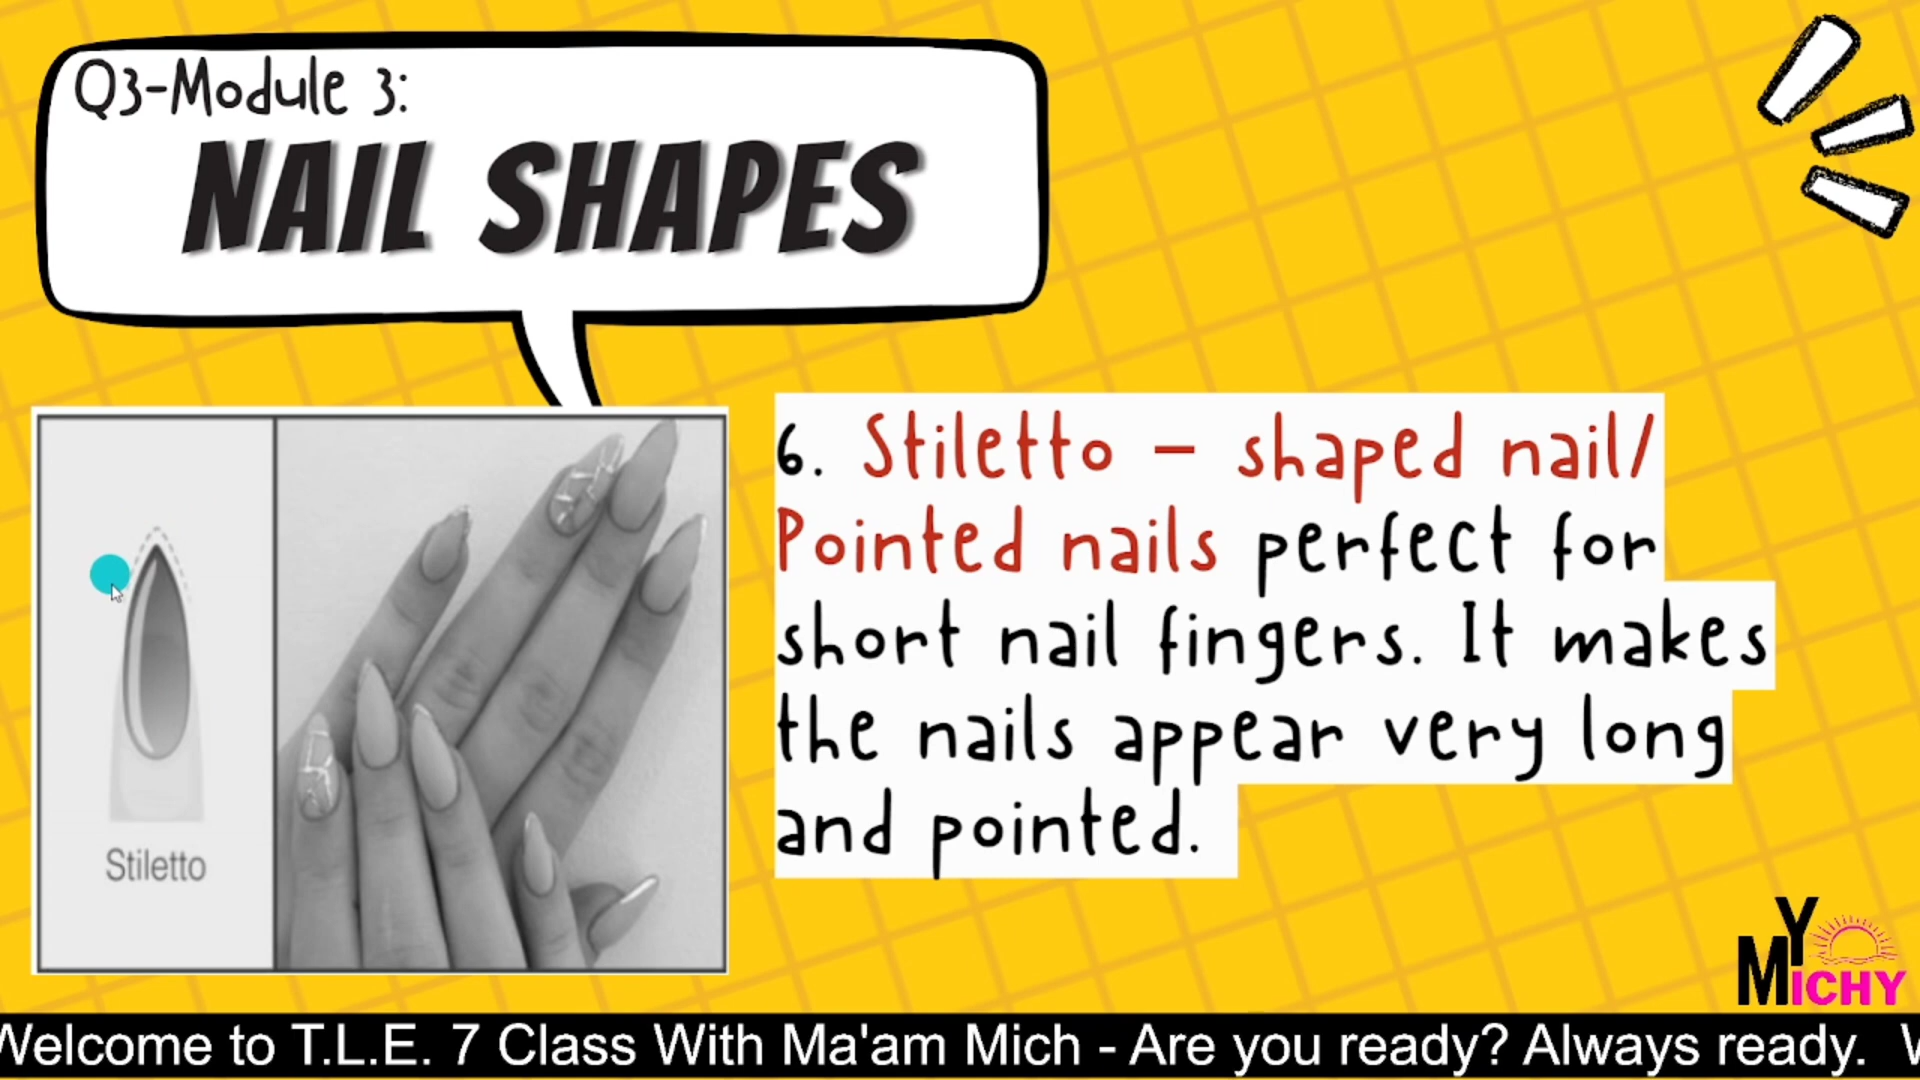 Q3-Module 3:
NAIL SHAPES
6. Stiletto – shaped nail/
Pointed nails perfect for
short nail fingers. It makes
the nails appear very long
and pointed.
Stiletto
MY MICHY
Welcome to T.L.E. 7 Class With Ma'am Mich - Are you ready? Always ready. W